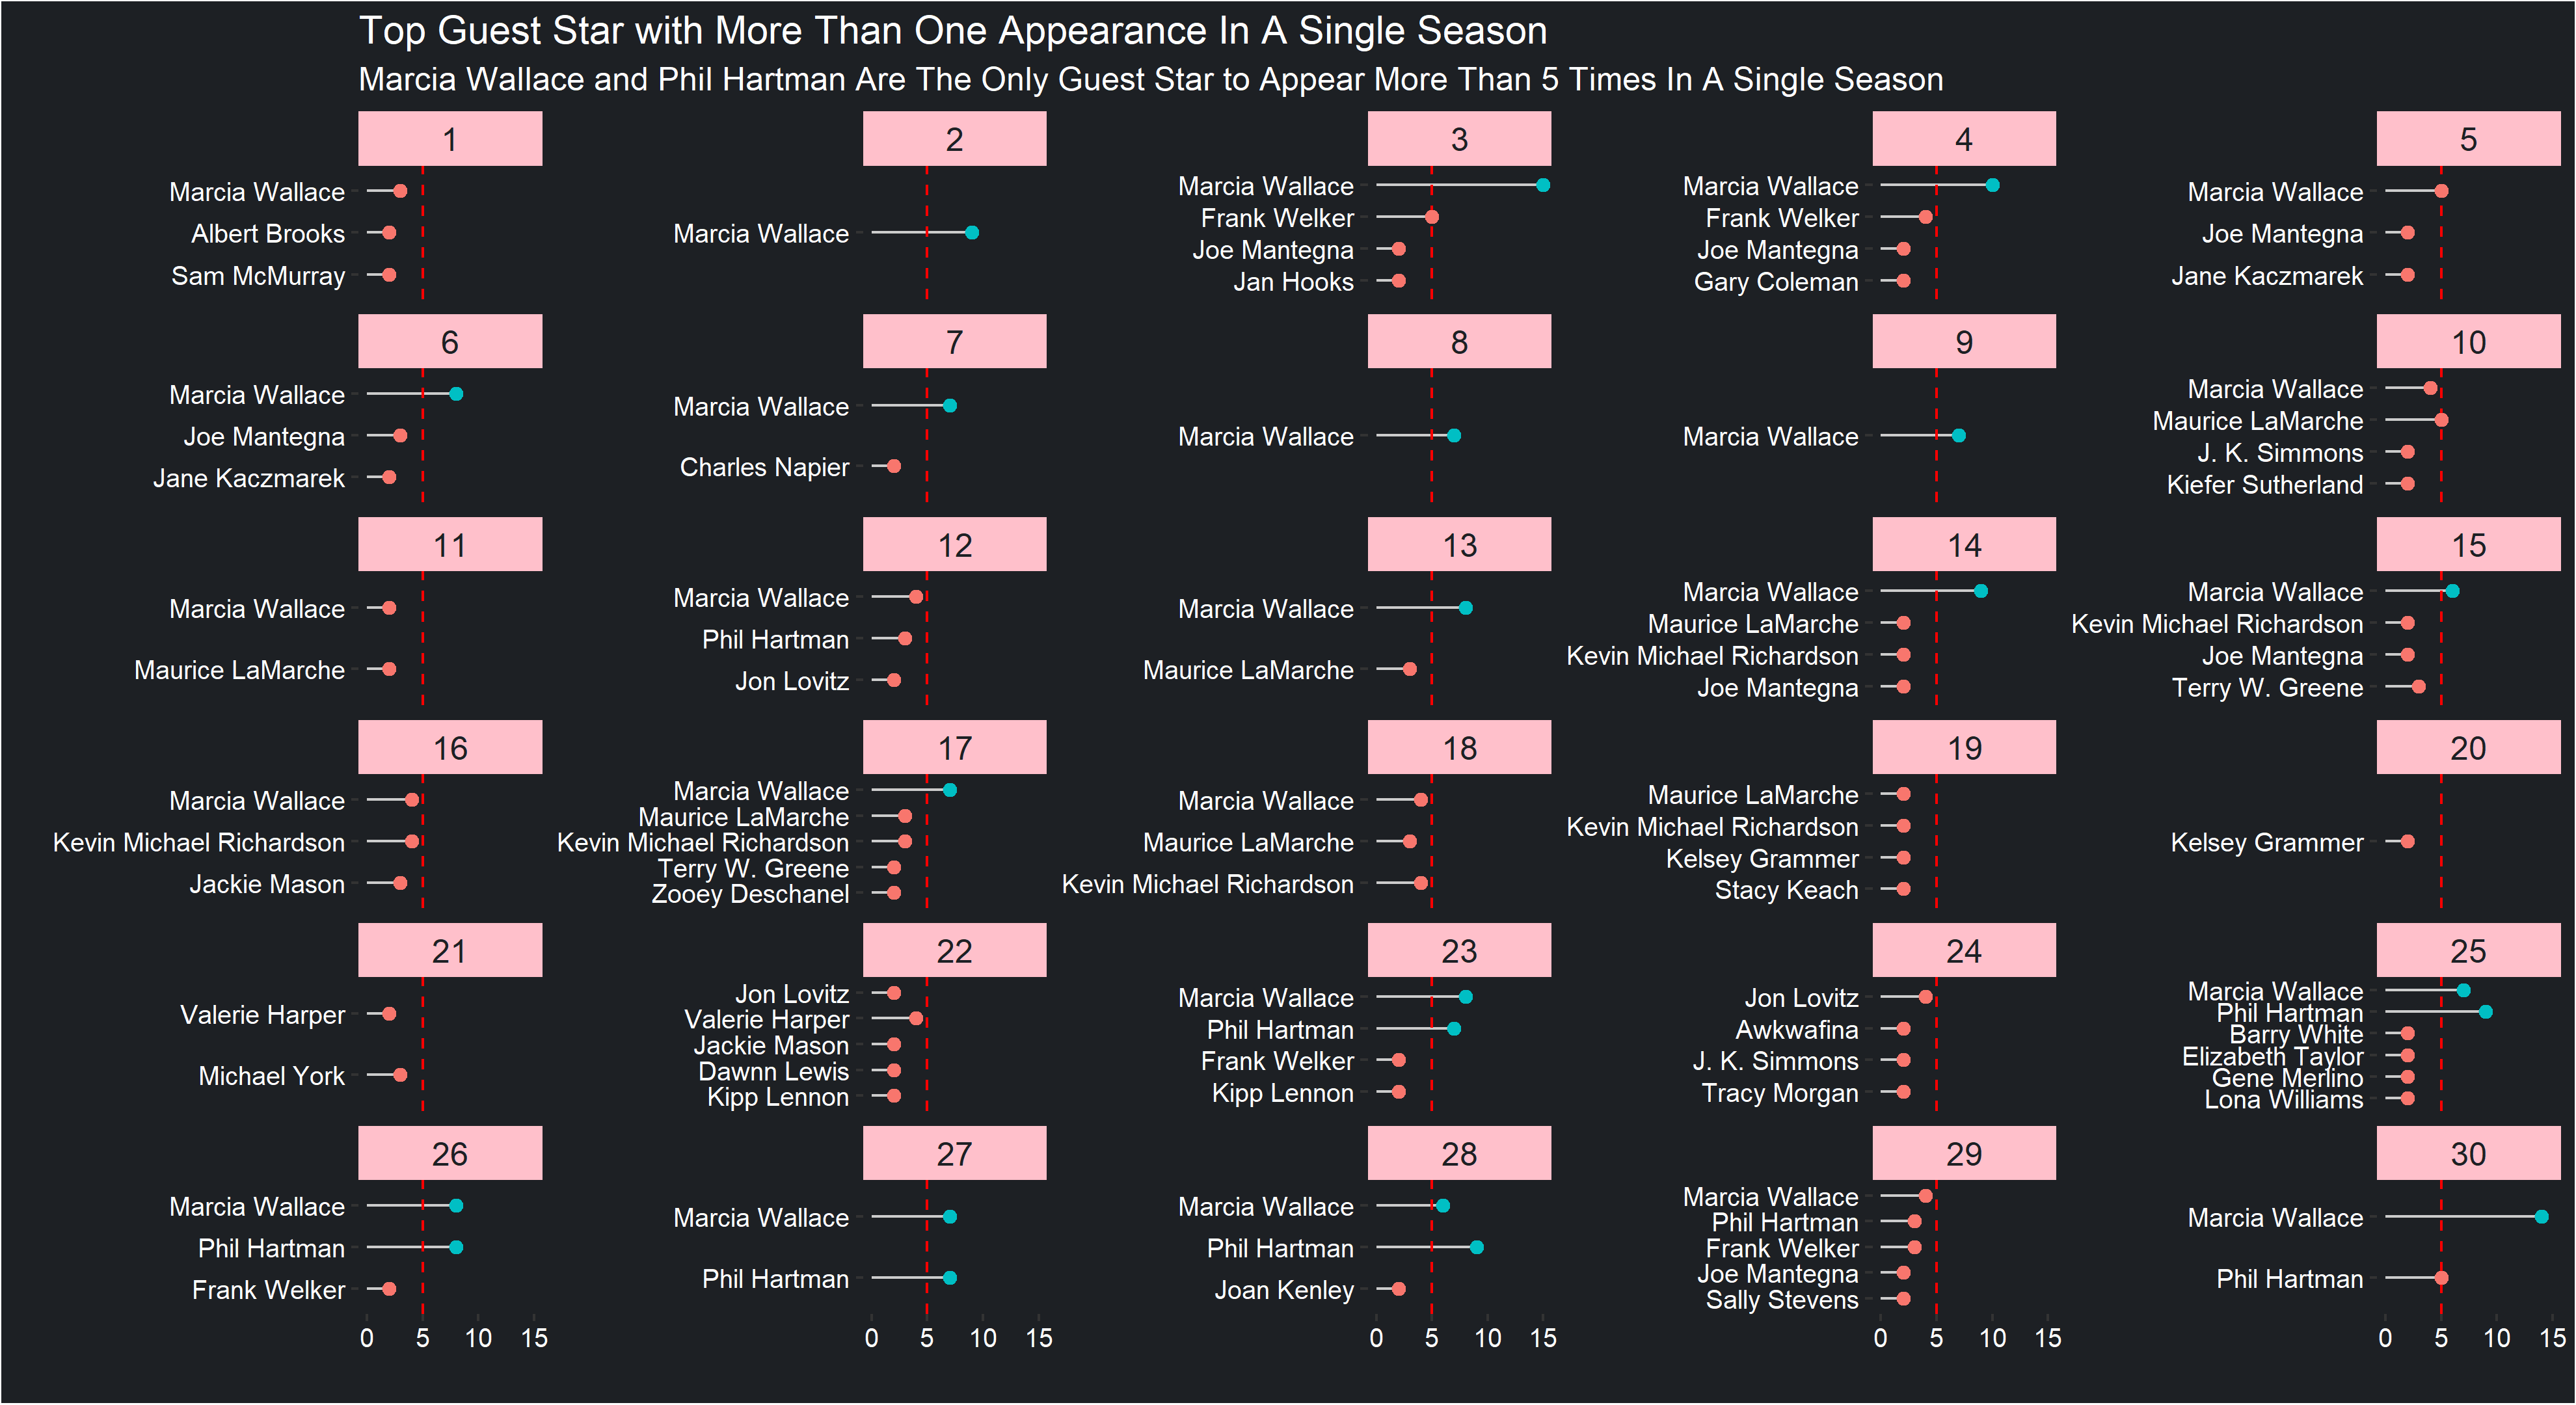 Top Guest Star with More Than One Appearance In A Single Season
Marcia Wallace and Phil Hartman Are The Only Guest Star to Appear More Than 5 Times In A Single Season
1
Marcia Wallace
Albert Brooks
Sam McMurray
2
Marcia Wallace
3
Marcia Wallace
Frank Welker
Joe Mantegna
Jan Hooks
4
Marcia Wallace
Frank Welker
Joe Mantegna
Gary Coleman
5
Marcia Wallace
Joe Mantegna
Jane Kaczmarek
6
Marcia Wallace
Joe Mantegna
Jane Kaczmarek
7
Marcia Wallace
Charles Napier
8
Marcia Wallace
9
Marcia Wallace
10
Marcia Wallace
Maurice LaMarche
J. K. Simmons
Kiefer Sutherland
11
Marcia Wallace
Maurice LaMarche
12
Marcia Wallace
Phil Hartman
Jon Lovitz
13
Marcia Wallace
Maurice LaMarche
14
Marcia Wallace
Maurice LaMarche
Kevin Michael Richardson
Joe Mantegna
15
Marcia Wallace
Kevin Michael Richardson
Joe Mantegna
Terry W. Greene
16
Marcia Wallace
Kevin Michael Richardson
Jackie Mason
17
Marcia Wallace
Maurice LaMarche
Kevin Michael Richardson
Terry W. Greene
Zooey Deschanel
18
Marcia Wallace
Maurice LaMarche
Kevin Michael Richardson
19
Maurice LaMarche
Kevin Michael Richardson
Kelsey Grammer
Stacy Keach
20
Kelsey Grammer
21
Valerie Harper
Michael York
22
Jon Lovitz
Valerie Harper
Jackie Mason
Dawnn Lewis
Kipp Lennon
23
Marcia Wallace
Phil Hartman
Frank Welker
Kipp Lennon
24
Jon Lovitz
Awkwafina
J. K. Simmons
Tracy Morgan
25
Marcia Wallace
Phil Hartman
Barry White
Elizabeth Taylor
Gene Merlino
Lona Williams
26
Marcia Wallace
Phil Hartman
Frank Welker
27
Marcia Wallace
Phil Hartman
28
Marcia Wallace
Phil Hartman
Joan Kenley
29
Marcia Wallace
Phil Hartman
Frank Welker
Joe Mantegna
Sally Stevens
30
Marcia Wallace
Phil Hartman
0 5 10 15
0 5 10 15
0 5 10 15
0 5 10 15
0 5 10 15